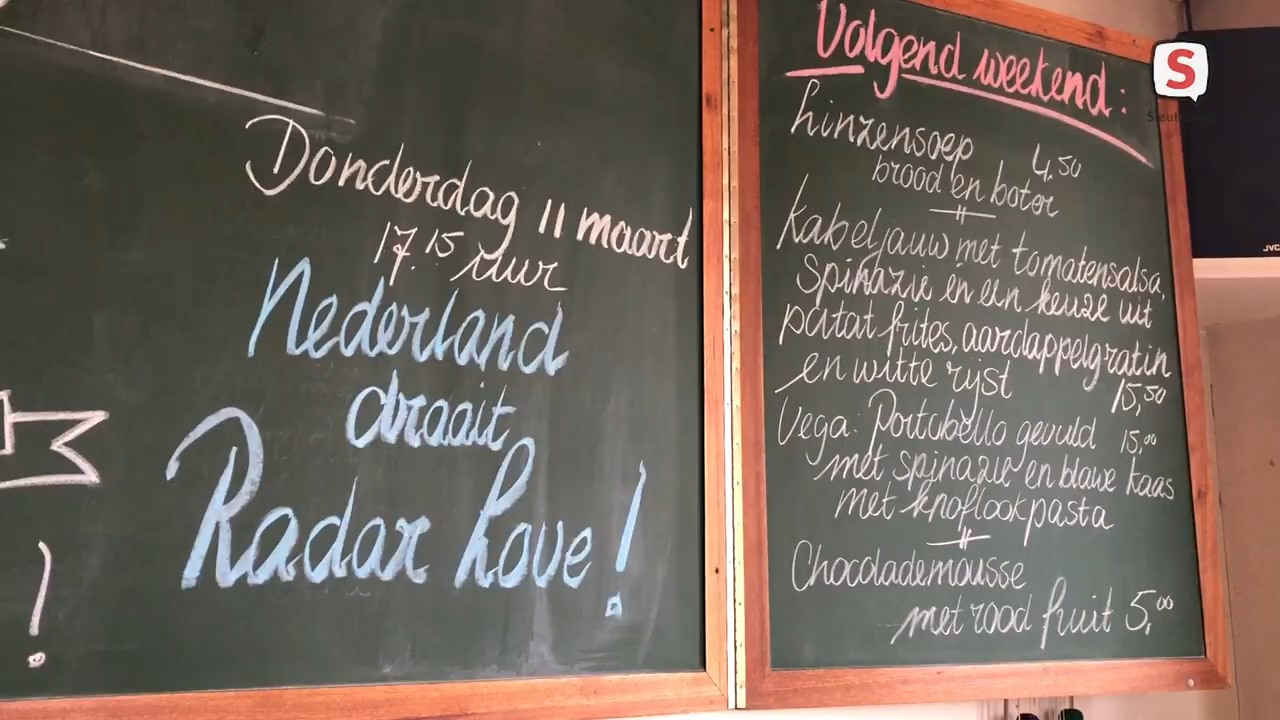 Donderdag 11 maart
17.15 uur
Nederland
draait
Radar Love!
!
Volgend weekend:
Linzensoep 4,50
brood en boter
Kabeljauw met tomatensalsa,
Spinazie en een keuze uit
patat frites, aardappelgratin
en witte rijst 15,50
Vega: Portobello gevuld 15,00
met spinazie en blauwe kaas
met knoflookpasta
Chocolademousse
met rood fruit 5,00
S
JVC